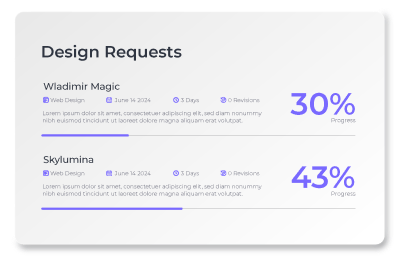 Design Requests
Wladimir Magic
Web Design June 14 2024 3 Days 0 Revisions
Lorem ipsum dolor sit amet, consectetuer adipiscing elit, sed diam nonummy
nibh euismod tincidunt ut laoreet dolore magna aliquam erat volutpat.
30%
Progress
Skylumina
Web Design June 14 2024 3 Days 0 Revisions
Lorem ipsum dolor sit amet, consectetuer adipiscing elit, sed diam nonummy
nibh euismod tincidunt ut laoreet dolore magna aliquam erat volutpat.
43%
Progress